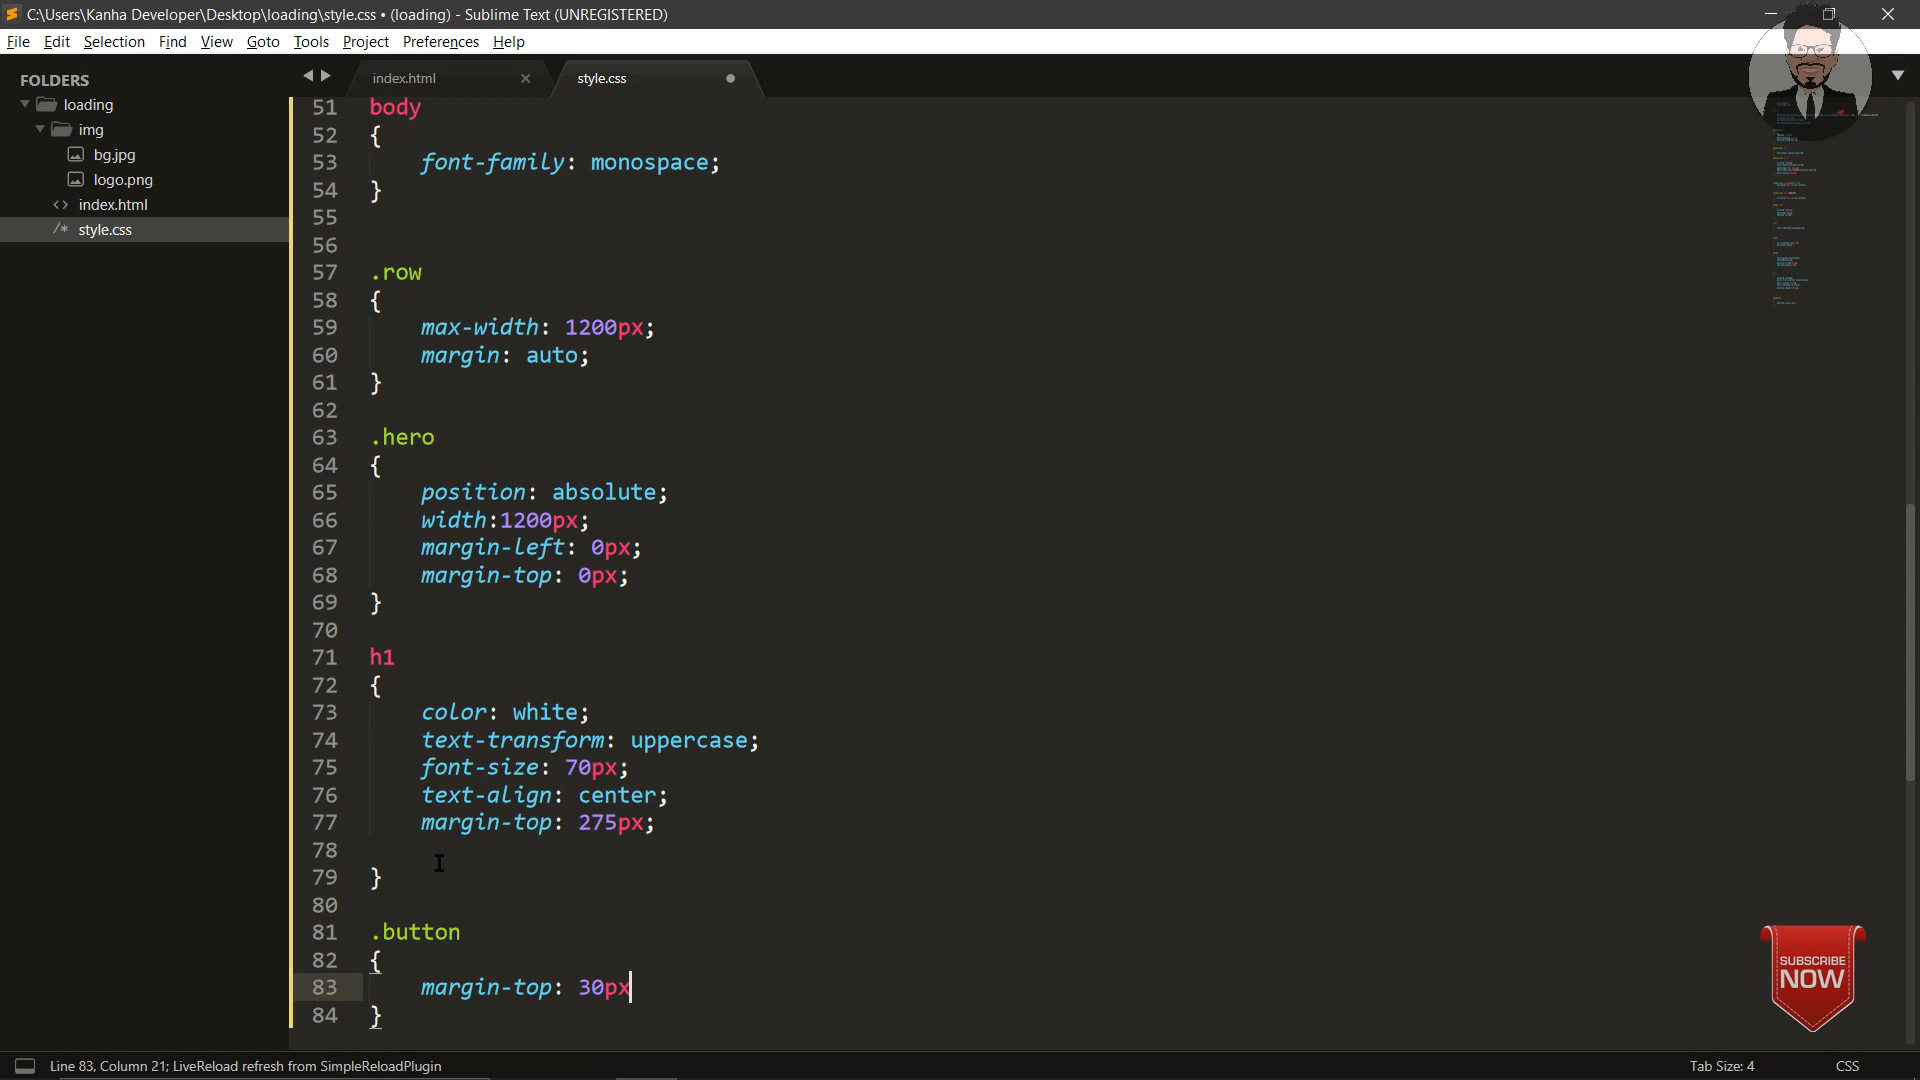 C:\Users\Kanha Developer\Desktop\loading\style.css • (loading) - Sublime Text (UNREGISTERED)
File Edit Selection Find View Goto Tools Project Preferences Help
FOLDERS
loading
img
bg.jpg
logo.png
<> index.html
/* style.css
index.html
style.css
51 body
52 {
53 font-family: monospace;
54 }
55
56
57 .row
58 {
59 max-width: 1200px;
60 margin: auto;
61 }
62
63 .hero
64 {
65 position: absolute;
66 width:1200px;
67 margin-left: 0px;
68 margin-top: 0px;
69 }
70
71 h1
72 {
73 color: white;
74 text-transform: uppercase;
75 font-size: 70px;
76 text-align: center;
77 margin-top: 275px;
78
79 }
80
81 .button
82 {
83 margin-top: 30px
84 }
SUBSCRIBE
NOW
Line 83, Column 21; LiveReload refresh from SimpleReloadPlugin
Tab Size: 4
CSS